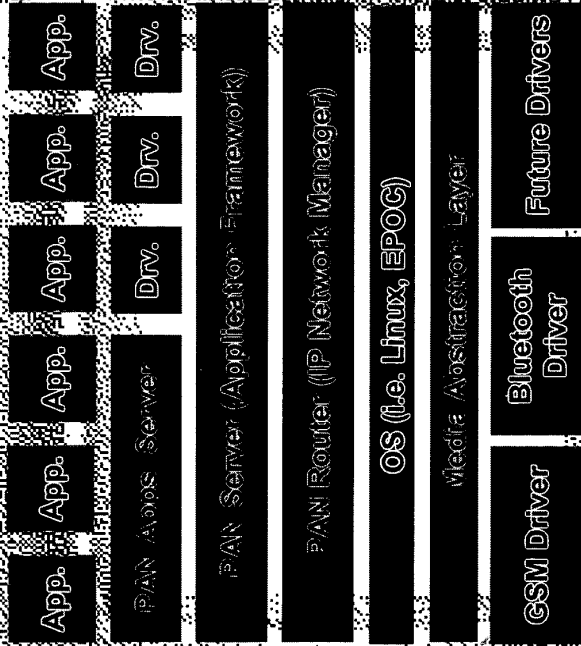 App.
App.
App.
App.
App.
App.
PAN Apps Server
Drv.
Drv.
Drv.
PAN Server (Application Framework)
PAN Router (IP Network Manager)
OS (i.e. Linux, EPOC)
Media Abstraction Layer
GSM Driver
Bluetooth
Driver
Future Drivers